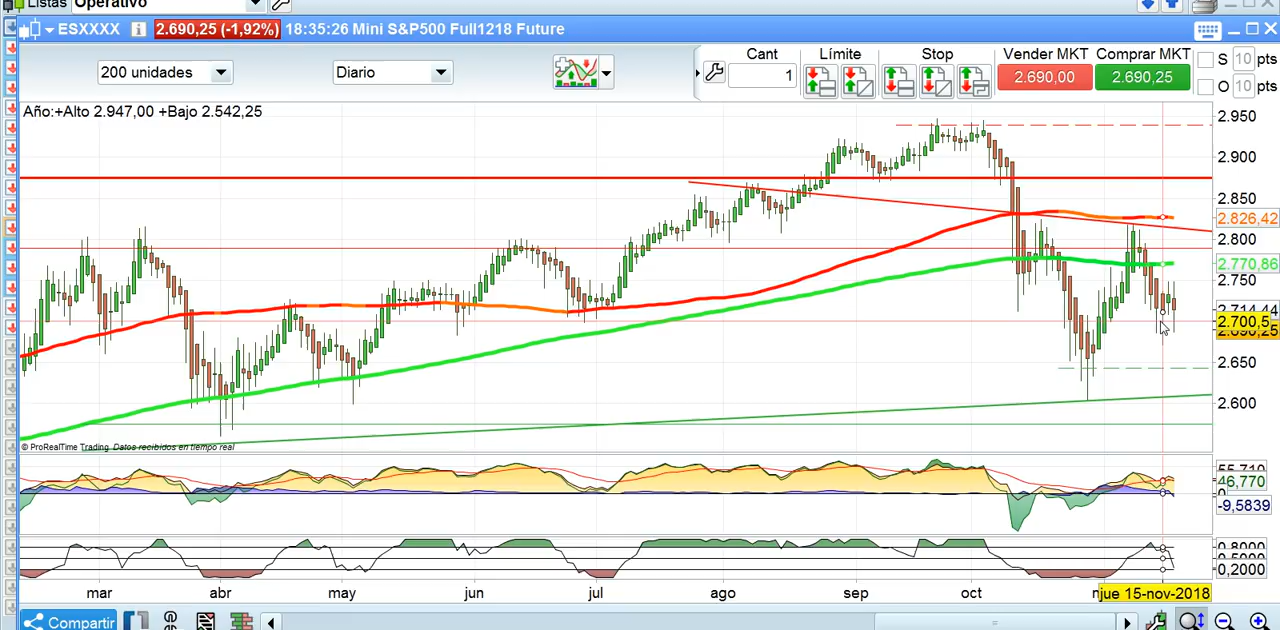 Listas Operativo
ESXXXX 2.690,25 (-1,92%) 18:35:26 Mini S&P500 Full1218 Future
200 unidades Diario
Cant Límite Stop Vender MKT Comprar MKT
1 2.690,00 2.690,25
S 10 pts
O 10 pts
Año:+Alto 2.947,00 +Bajo 2.542,25
2.950
2.900
2.850
2.826,42
2.800
2.770,86
2.750
2.700,5
2.650
2.600
© ProRealTime Trading Datos recibidos en tiempo real
46,770
-9,5839
0,8000
0,5000
0,2000
mar abr may jun jul ago sep oct jue 15-nov-2018
Compartir